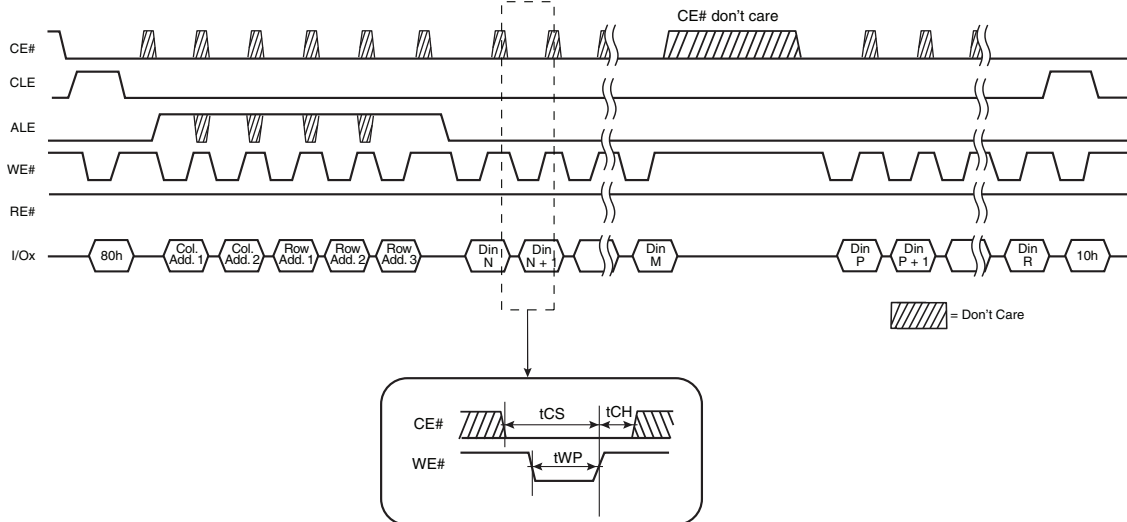 CE# don't care
CE#
CLE
ALE
WE#
RE#
I/Ox
80h
Col.
Add. 1
Col.
Add. 2
Row
Add. 1
Row
Add. 2
Row
Add. 3
Din
N
Din
N + 1
Din
M
Din
P
Din
P + 1
Din
R
10h
= Don't Care
CE#
tCS
tCH
WE#
tWP